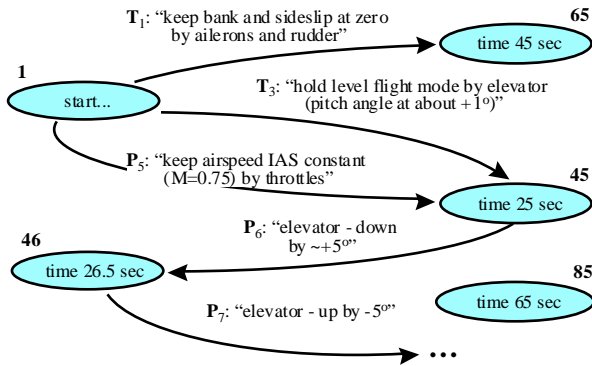 T1: “keep bank and sideslip at zero
by ailerons and rudder”
65
time 45 sec
1
start...
T3: “hold level flight mode by elevator
(pitch angle at about +1º)”
P5: “keep airspeed IAS constant
(M=0.75) by throttles”
45
time 25 sec
P6: “elevator - down
by ~+5º”
46
time 26.5 sec
85
time 65 sec
P7: “elevator - up by -5º”
...